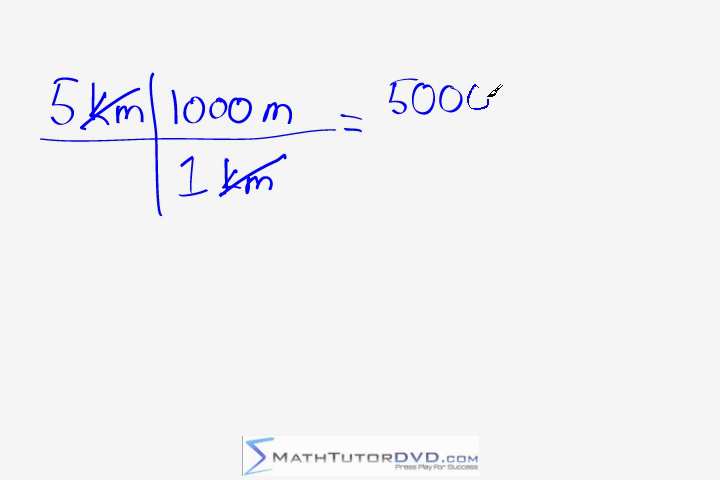 5 km | 1000 m = 5000
1 km
MATHTUTORDVD.COM
Press Play For Success